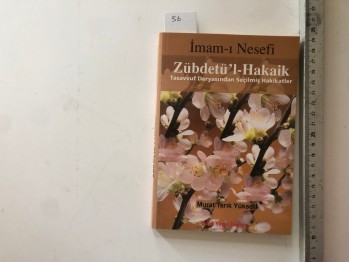 56
İmam-ı Nesefi
Zübdetü'l-Hakaik
Tasavvuf Deryasından Seçilmiş Hakikatler
Murat Tarık Yüksel